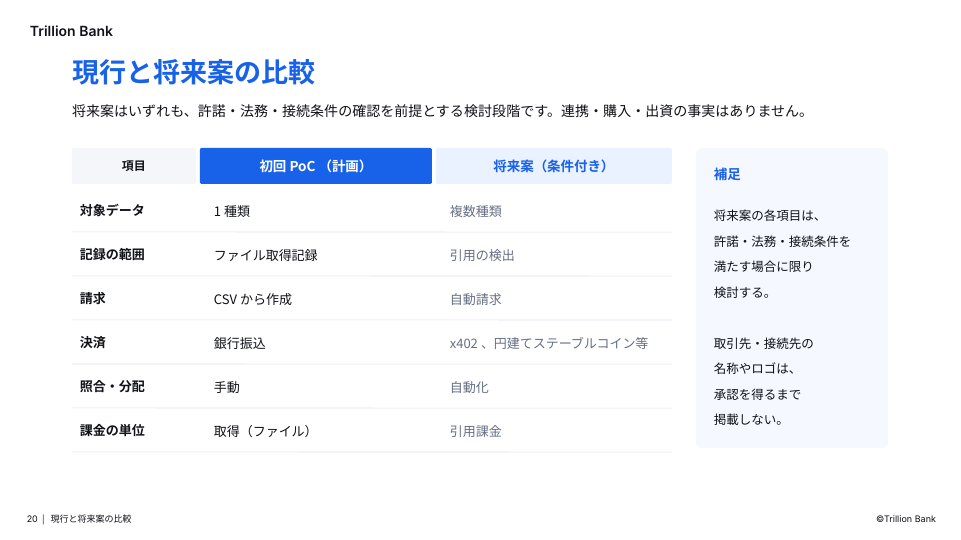 Trillion Bank
現行と将来案の比較
将来案はいずれも、許諾・法務・接続条件の確認を前提とする検討段階です。連携・購入・出資の事実はありません。
項目 初回 PoC （計画） 将来案（条件付き）
対象データ 1 種類 複数種類
記録の範囲 ファイル取得記録 引用の検出
請求 CSV から作成 自動請求
決済 銀行振込 x402 、円建てステーブルコイン等
照合・分配 手動 自動化
課金の単位 取得（ファイル） 引用課金
補足
将来案の各項目は、
許諾・法務・接続条件を
満たす場合に限り
検討する。
取引先・接続先の
名称やロゴは、
承認を得るまで
掲載しない。
20 | 現行と将来案の比較
©Trillion Bank